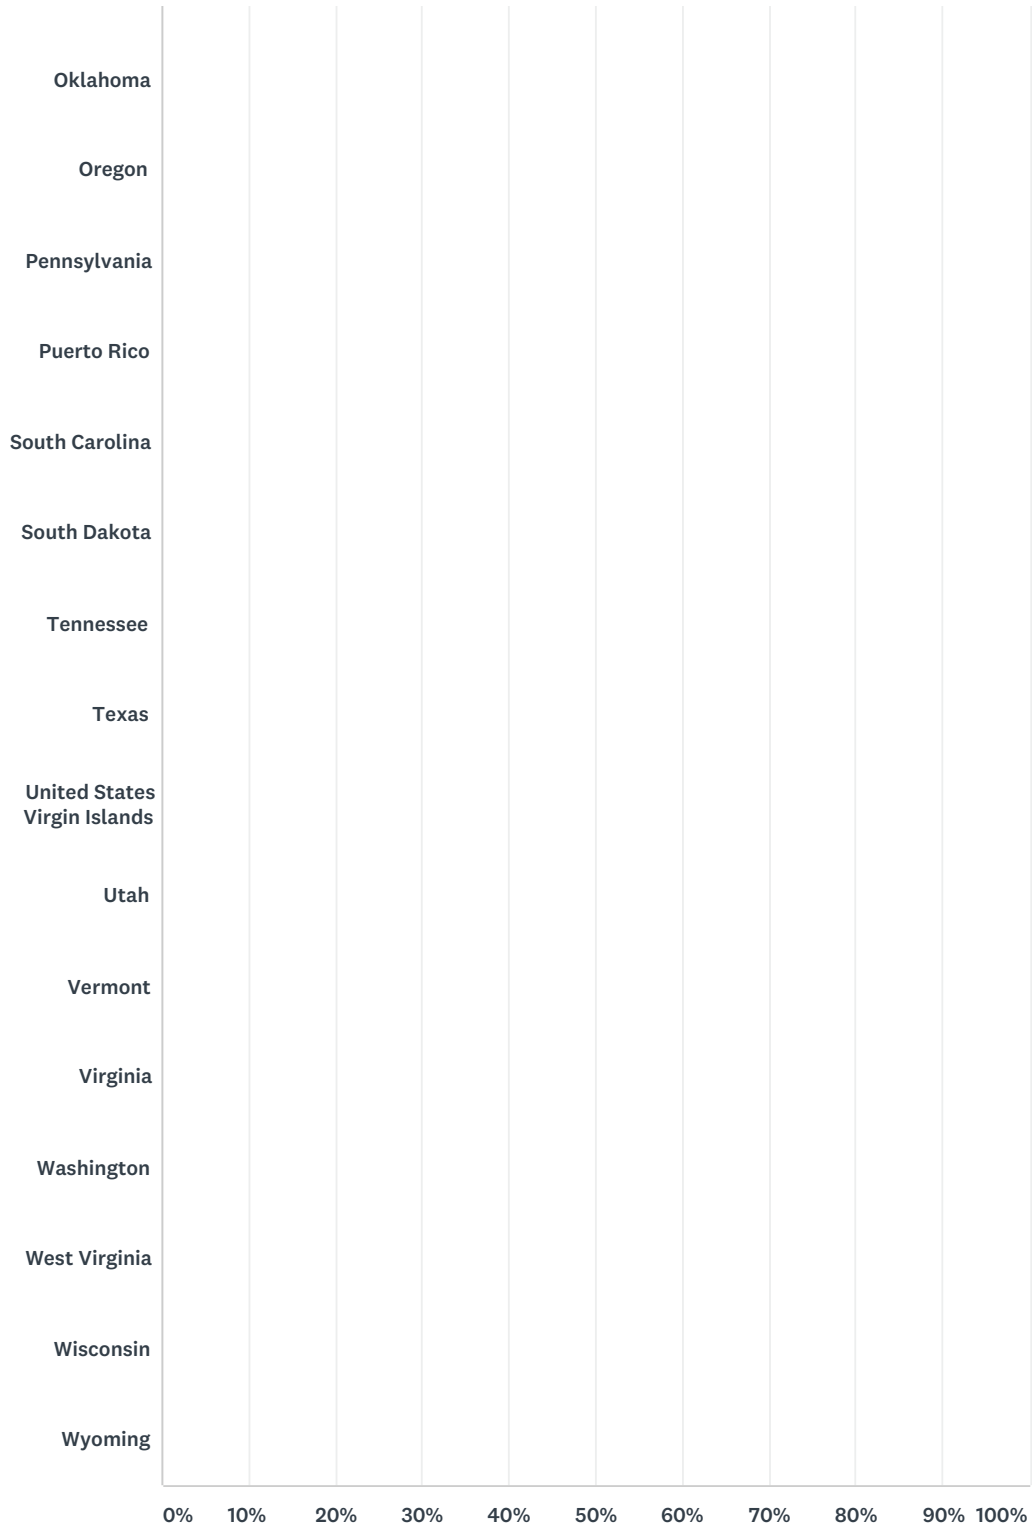 Oklahoma
Oregon
Pennsylvania
Puerto Rico
South Carolina
South Dakota
Tennessee
Texas
United States
Virgin Islands
Utah
Vermont
Virginia
Washington
West Virginia
Wisconsin
Wyoming
0% 10% 20% 30% 40% 50% 60% 70% 80% 90% 100%